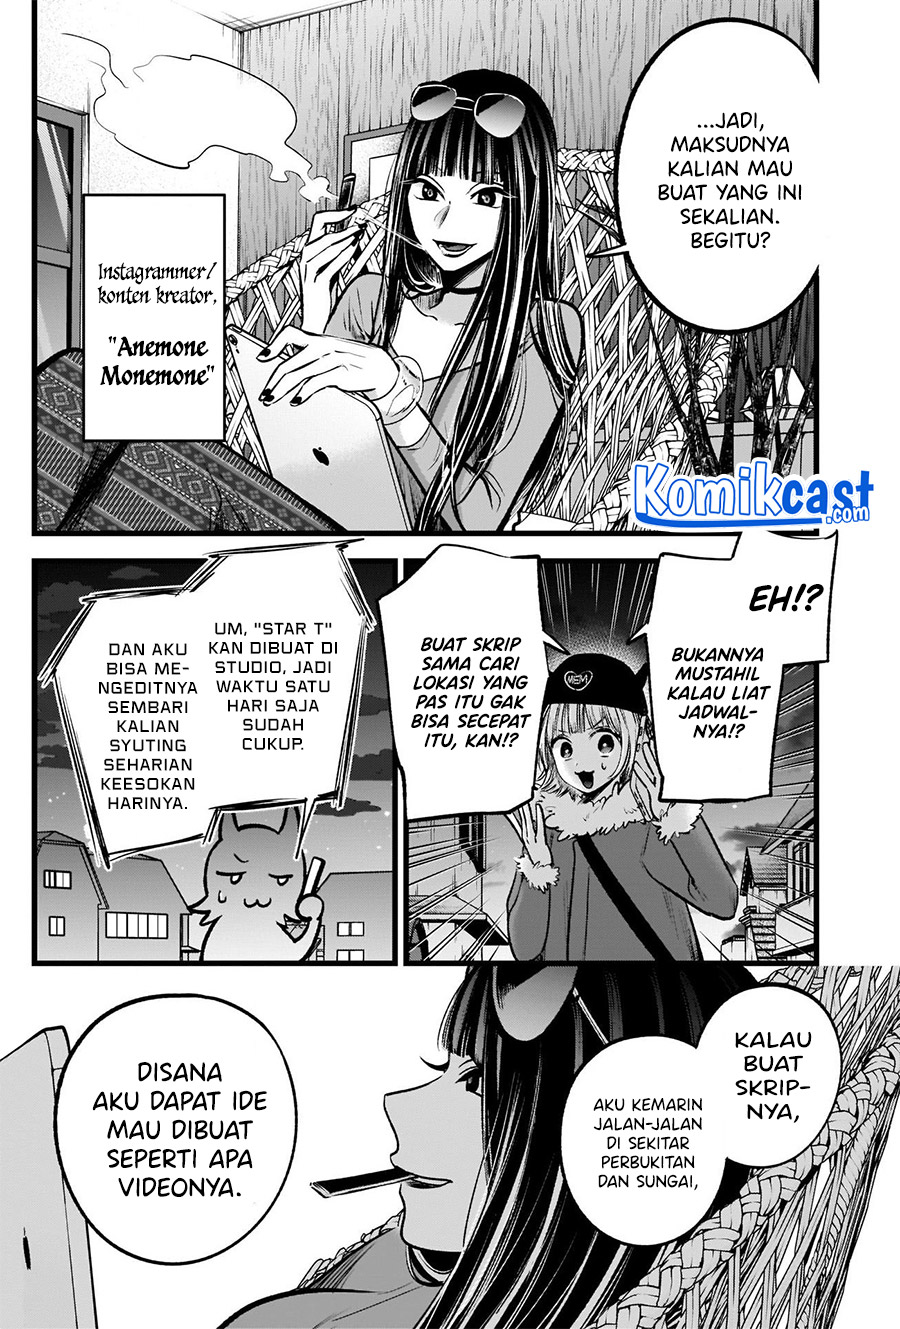 ...JADI,
MAKSUDNYA
KALIAN MAU
BUAT YANG INI
SEKALIAN.
BEGITU?
Instagrammer/
konten kreator,
"Anemone
Monemone"
Komikcast
.com
EH!?
BUKANNYA
MUSTAHIL
KALAU LIAT
JADWAL-
NYA!?
BUAT SKRIP
SAMA CARI
LOKASI YANG
PAS ITU GAK
BISA SECEPAT
ITU, KAN!?
MEM
UM, "STAR T"
KAN DIBUAT DI
STUDIO, JADI
WAKTU SATU
HARI SAJA
SUDAH
CUKUP.
DAN AKU
BISA ME-
NGEDITNYA
SEMBARI
KALIAN
SYUTING
SEHARIAN
KEESOKAN
HARINYA.
KALAU
BUAT
SKRIP-
NYA,
AKU KEMARIN
JALAN-JALAN
DI SEKITAR
PERBUKITAN
DAN SUNGAI,
DISANA
AKU DAPAT IDE
MAU DIBUAT
SEPERTI APA
VIDEONYA.